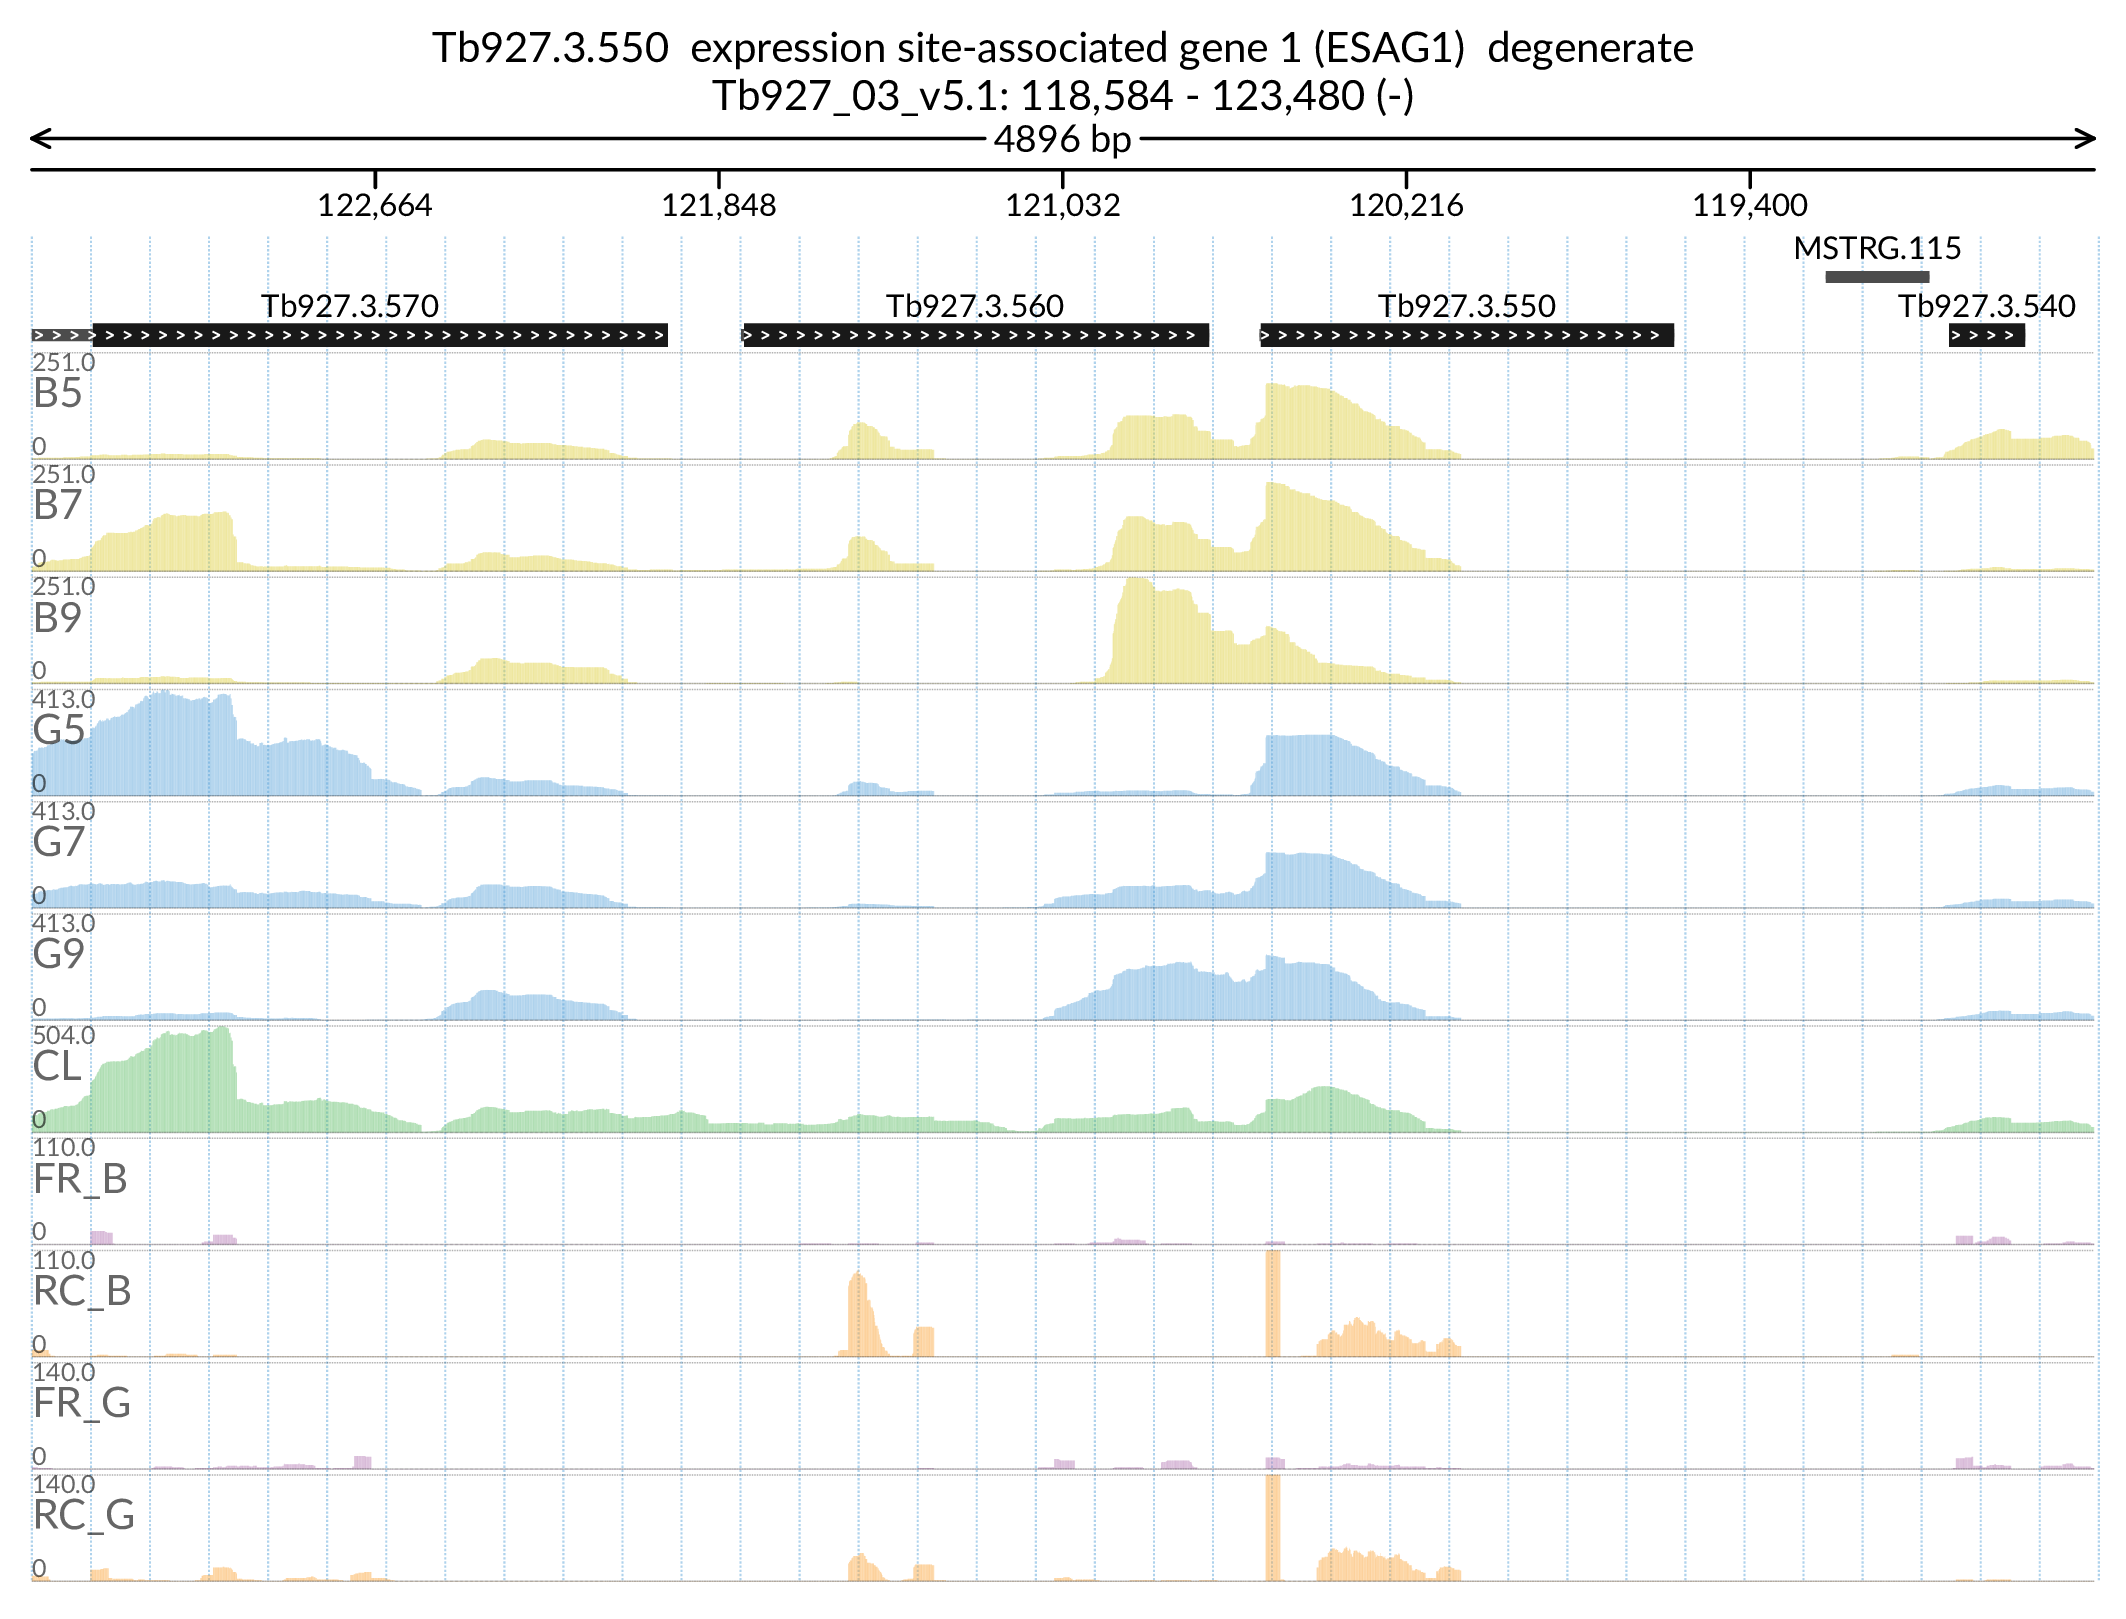 Tb927.3.550  expression site-associated gene 1 (ESAG1)  degenerate
Tb927_03_v5.1: 118,584 - 123,480 (-)
4896 bp
122,664 121,848 121,032 120,216 119,400
MSTRG.115
Tb927.3.570 Tb927.3.560 Tb927.3.550 Tb927.3.540
251.0
B5
0
251.0
B7
0
251.0
B9
0
413.0
G5
0
413.0
G7
0
413.0
G9
0
504.0
CL
0
110.0
FR_B
0
110.0
RC_B
0
140.0
FR_G
0
140.0
RC_G
0